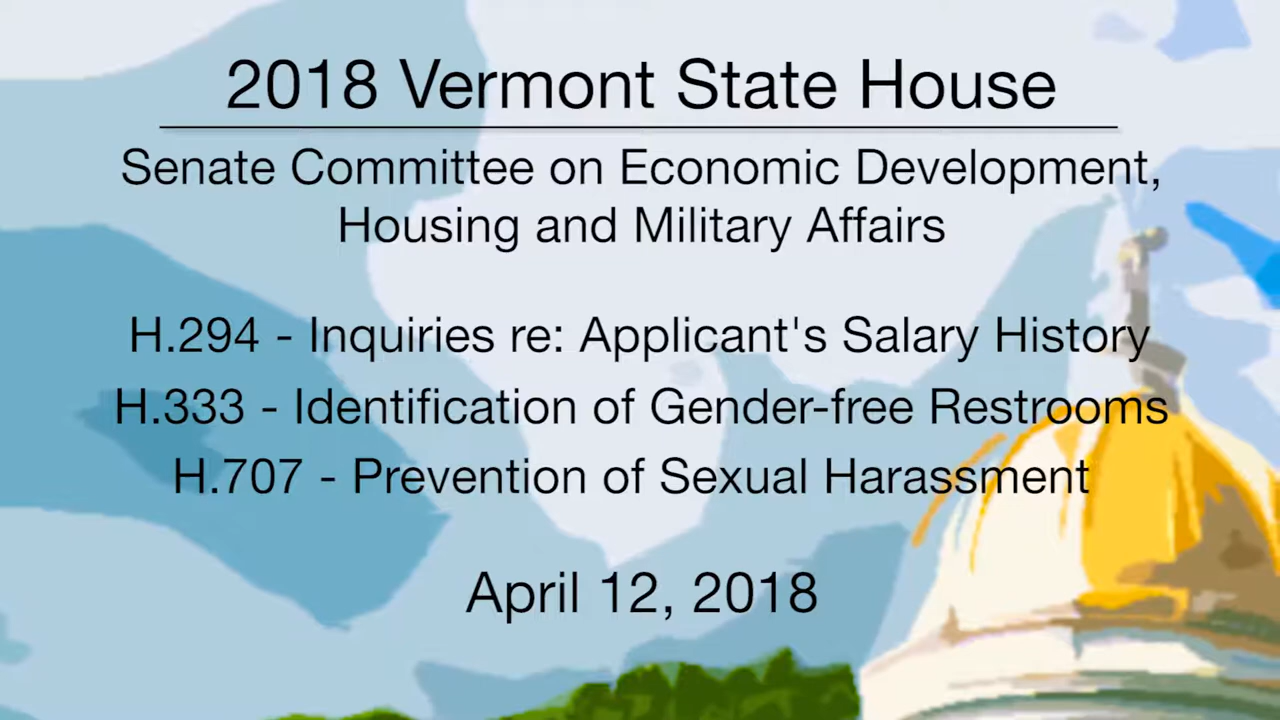 2018 Vermont State House
Senate Committee on Economic Development,
Housing and Military Affairs
H.294 - Inquiries re: Applicant's Salary History
H.333 - Identification of Gender-free Restrooms
H.707 - Prevention of Sexual Harassment
April 12, 2018